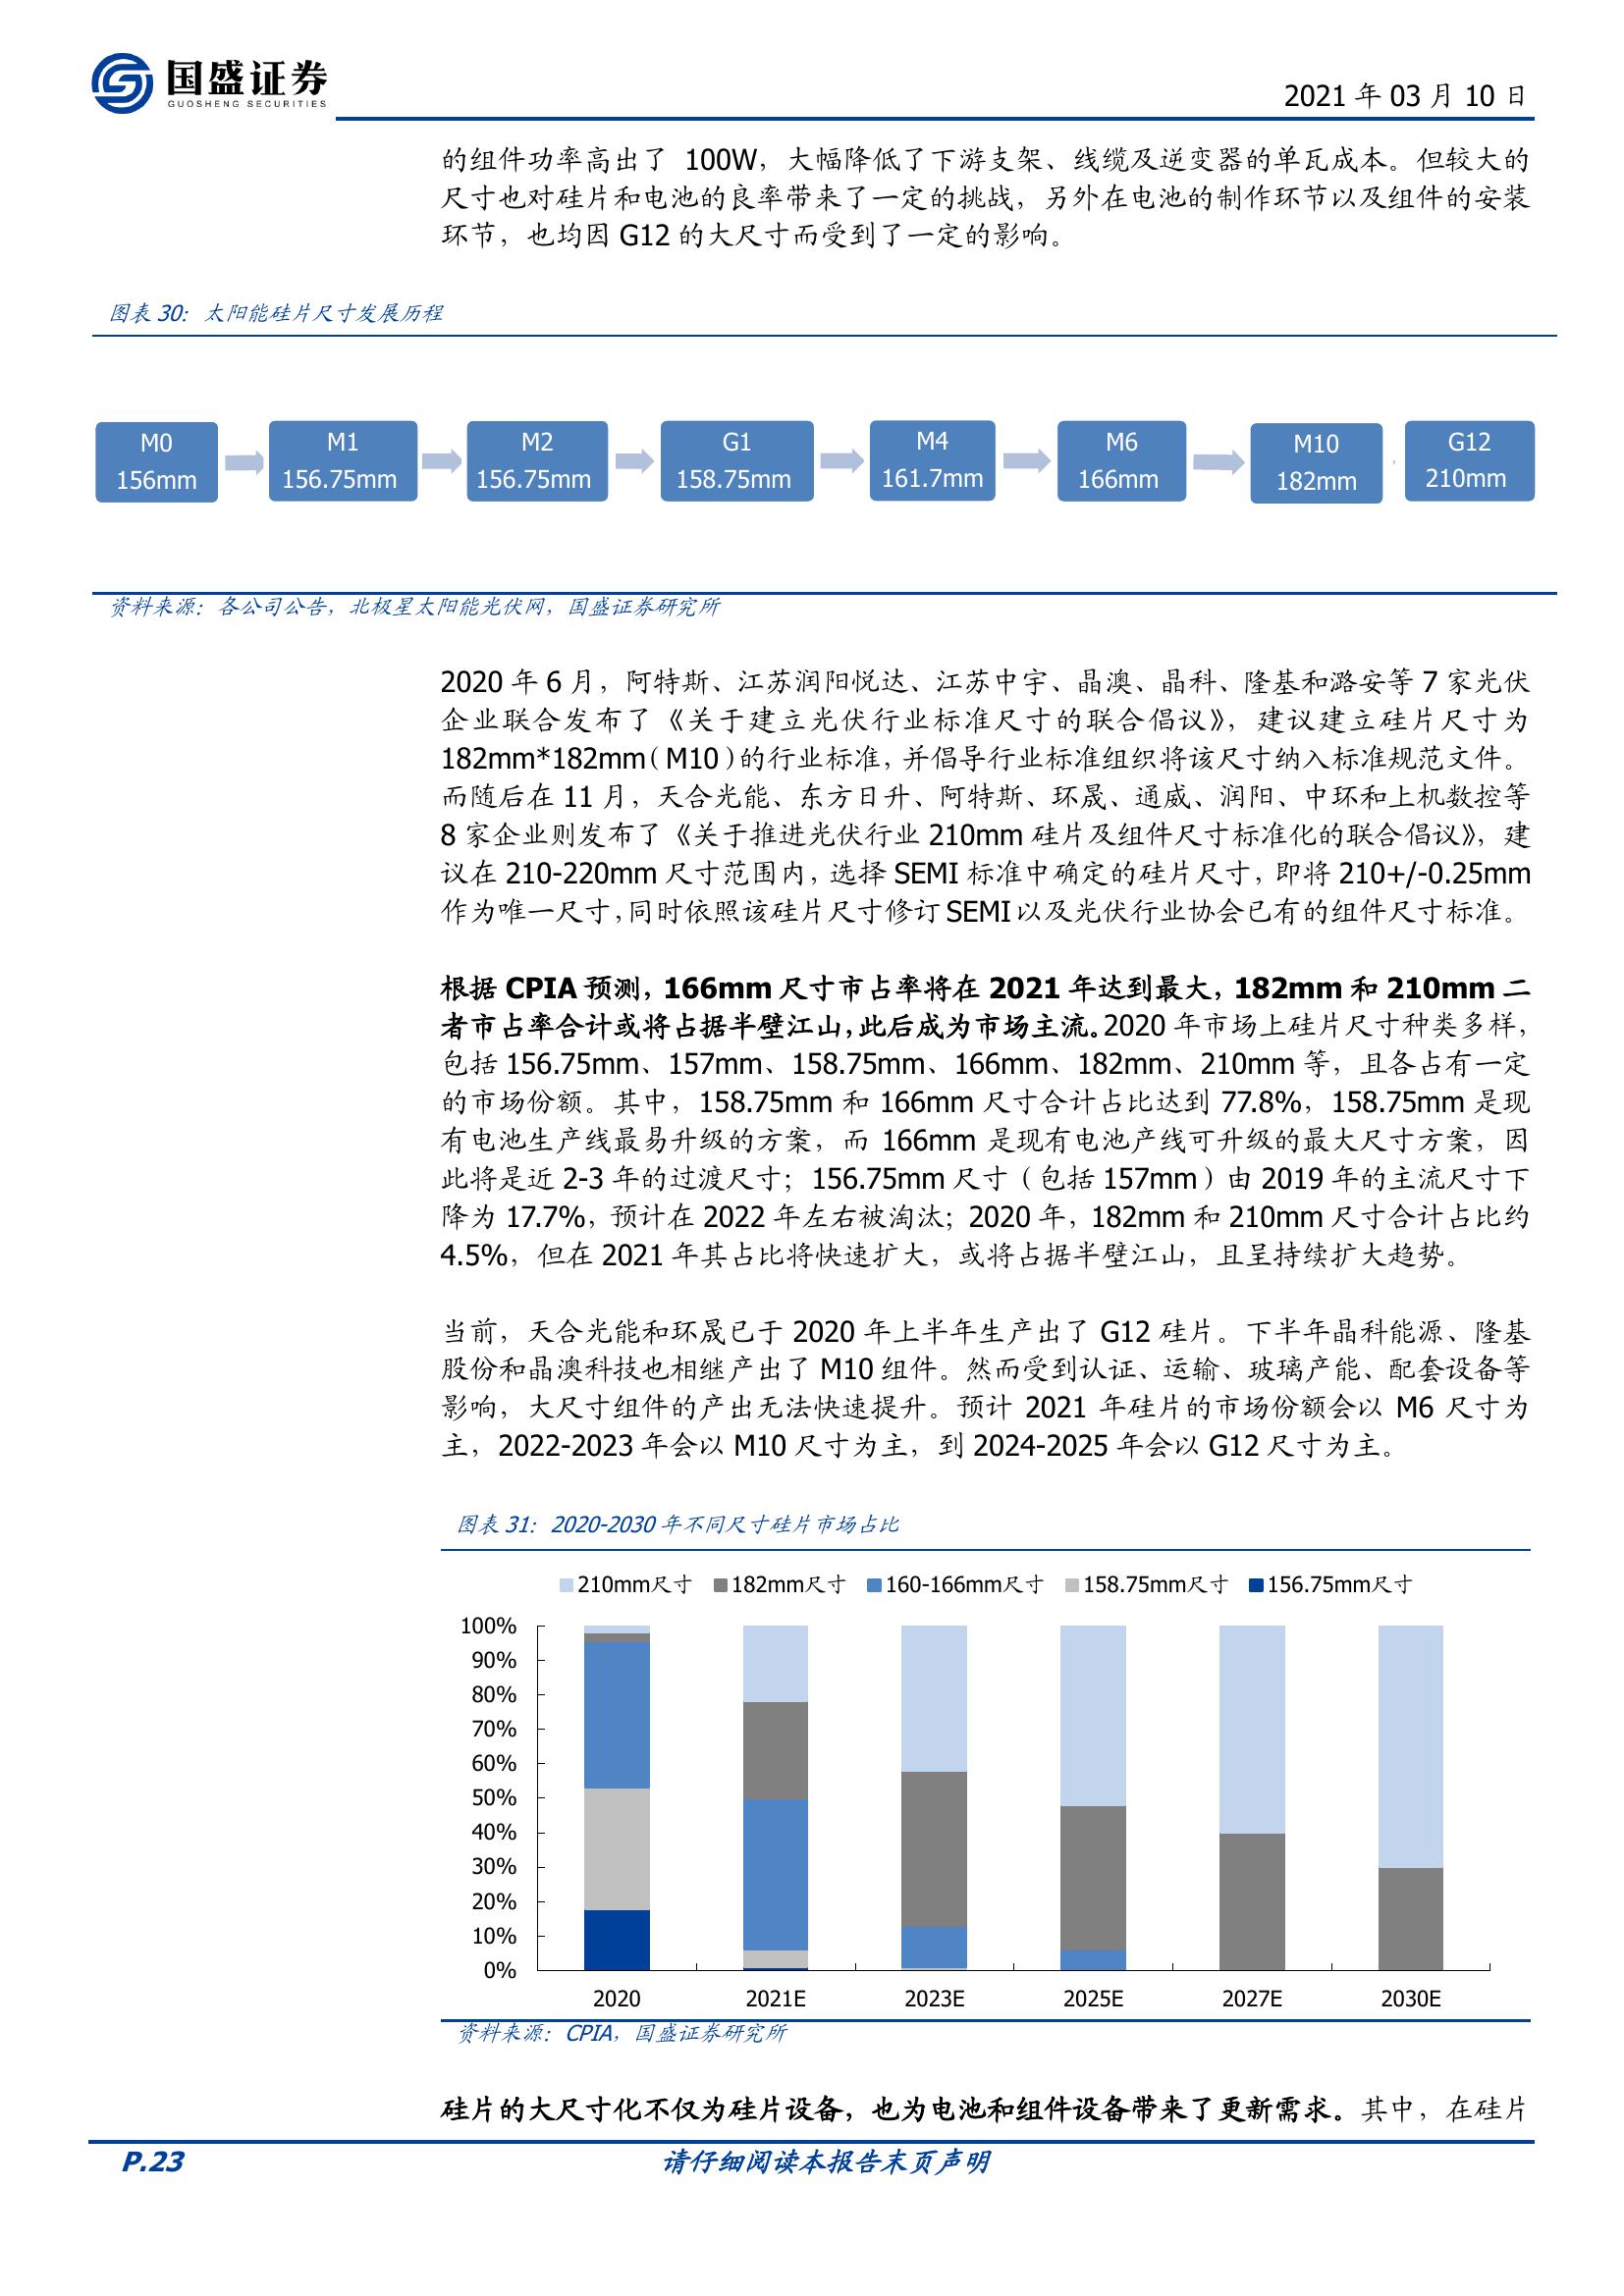 国盛证券
GUOSHENG SECURITIES
2021 年 03 月 10 日
的组件功率高出了 100W，大幅降低了下游支架、线缆及逆变器的单瓦成本。但较大的
尺寸也对硅片和电池的良率带来了一定的挑战，另外在电池的制作环节以及组件的安装
环节，也均因 G12 的大尺寸而受到了一定的影响。
图表 30：太阳能硅片尺寸发展历程
M0 M1 M2 G1 M4 M6 M10 G12
156mm 156.75mm 156.75mm 158.75mm 161.7mm 166mm 182mm 210mm
资料来源：各公司公告，北极星太阳能光伏网，国盛证券研究所
2020 年 6 月，阿特斯、江苏润阳悦达、江苏中宇、晶澳、晶科、隆基和潞安等 7 家光伏
企业联合发布了《关于建立光伏行业标准尺寸的联合倡议》，建议建立硅片尺寸为
182mm*182mm（M10）的行业标准，并倡导行业标准组织将该尺寸纳入标准规范文件。
而随后在 11 月，天合光能、东方日升、阿特斯、环晟、通威、润阳、中环和上机数控等
8 家企业则发布了《关于推进光伏行业 210mm 硅片及组件尺寸标准化的联合倡议》，建
议在 210-220mm 尺寸范围内，选择 SEMI 标准中确定的硅片尺寸，即将 210+/-0.25mm
作为唯一尺寸，同时依照该硅片尺寸修订 SEMI 以及光伏行业协会已有的组件尺寸标准。
根据 CPIA 预测，166mm 尺寸市占率将在 2021 年达到最大，182mm 和 210mm 二
者市占率合计或将占据半壁江山，此后成为市场主流。2020 年市场上硅片尺寸种类多样，
包括 156.75mm、157mm、158.75mm、166mm、182mm、210mm 等，且各占有一定
的市场份额。其中，158.75mm 和 166mm 尺寸合计占比达到 77.8%，158.75mm 是现
有电池生产线最易升级的方案，而 166mm 是现有电池产线可升级的最大尺寸方案，因
此将是近 2-3 年的过渡尺寸；156.75mm 尺寸（包括 157mm）由 2019 年的主流尺寸下
降为 17.7%，预计在 2022 年左右被淘汰；2020 年，182mm 和 210mm 尺寸合计占比约
4.5%，但在 2021 年其占比将快速扩大，或将占据半壁江山，且呈持续扩大趋势。
当前，天合光能和环晟已于 2020 年上半年生产出了 G12 硅片。下半年晶科能源、隆基
股份和晶澳科技也相继产出了 M10 组件。然而受到认证、运输、玻璃产能、配套设备等
影响，大尺寸组件的产出无法快速提升。预计 2021 年硅片的市场份额会以 M6 尺寸为
主，2022-2023 年会以 M10 尺寸为主，到 2024-2025 年会以 G12 尺寸为主。
图表 31：2020-2030 年不同尺寸硅片市场占比
210mm尺寸 182mm尺寸 160-166mm尺寸 158.75mm尺寸 156.75mm尺寸
100%
90%
80%
70%
60%
50%
40%
30%
20%
10%
0%
2020 2021E 2023E 2025E 2027E 2030E
资料来源：CPIA，国盛证券研究所
硅片的大尺寸化不仅为硅片设备，也为电池和组件设备带来了更新需求。其中，在硅片
P.23 请仔细阅读本报告末页声明